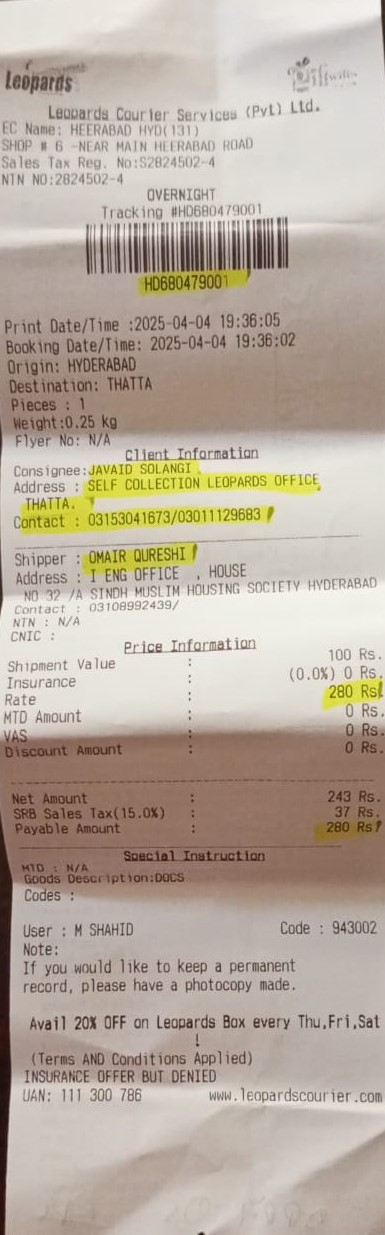 Leopards
Leopards Courier Services (Pvt) Ltd.
EC Name: HEERABAD HYD(131)
SHOP # 6 -NEAR MAIN HEERABAD ROAD
Sales Tax Reg. No:S2824502-4
NTN NO:2824502-4
OVERNIGHT
Tracking #HD680479001
HD680479001
Print Date/Time :2025-04-04 19:36:05
Booking Date/Time: 2025-04-04 19:36:02
Origin: HYDERABAD
Destination: THATTA
Pieces : 1
Weight:0.25 kg
Flyer No: N/A
Client Information
Consignee:JAVAID SOLANGI
Address : SELF COLLECTION LEOPARDS OFFICE
THATTA.
Contact : 03153041673/03011129683
Shipper : OMAIR QURESHI
Address : I ENG OFFICE , HOUSE
NO 32 /A SINDH MUSLIM HOUSING SOCIETY HYDERABAD
Contact : 03108992439/
NTN : N/A
CNIC :
Price Information
Shipment Value : 100 Rs.
Insurance : (0.0%) 0 Rs.
Rate : 280 Rs.
MTD Amount : 0 Rs.
VAS : 0 Rs.
Discount Amount : 0 Rs.
Net Amount : 243 Rs.
SRB Sales Tax(15.0%) : 37 Rs.
Payable Amount : 280 Rs.
Special Instruction
MTD : N/A
Goods Description:DOCS
Codes :
User : M SHAHID Code : 943002
Note:
If you would like to keep a permanent
record, please have a photocopy made.
Avail 20% OFF on Leopards Box every Thu,Fri,Sat
!
(Terms AND Conditions Applied)
INSURANCE OFFER BUT DENIED
UAN: 111 300 786 www.leopardscourier.com